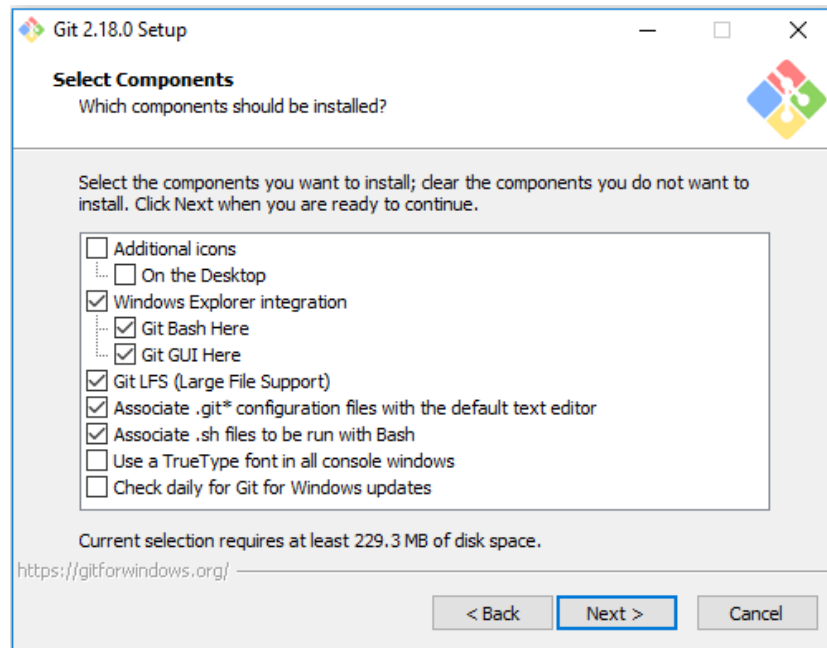 Git 2.18.0 Setup
Select Components
Which components should be installed?
Select the components you want to install; clear the components you do not want to
install. Click Next when you are ready to continue.
Additional icons
On the Desktop
Windows Explorer integration
Git Bash Here
Git GUI Here
Git LFS (Large File Support)
Associate .git* configuration files with the default text editor
Associate .sh files to be run with Bash
Use a TrueType font in all console windows
Check daily for Git for Windows updates
Current selection requires at least 229.3 MB of disk space.
https://gitforwindows.org/
< Back Next > Cancel